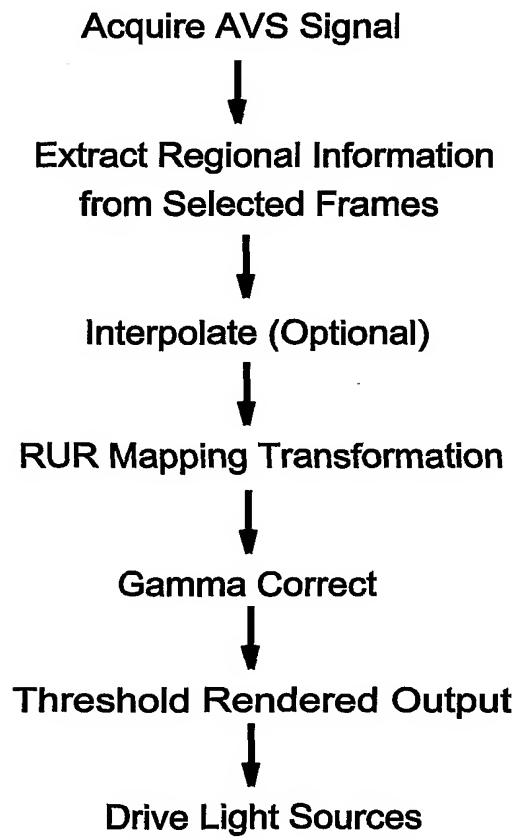 Acquire AVS Signal
Extract Regional Information
from Selected Frames
Interpolate (Optional)
RUR Mapping Transformation
Gamma Correct
Threshold Rendered Output
Drive Light Sources